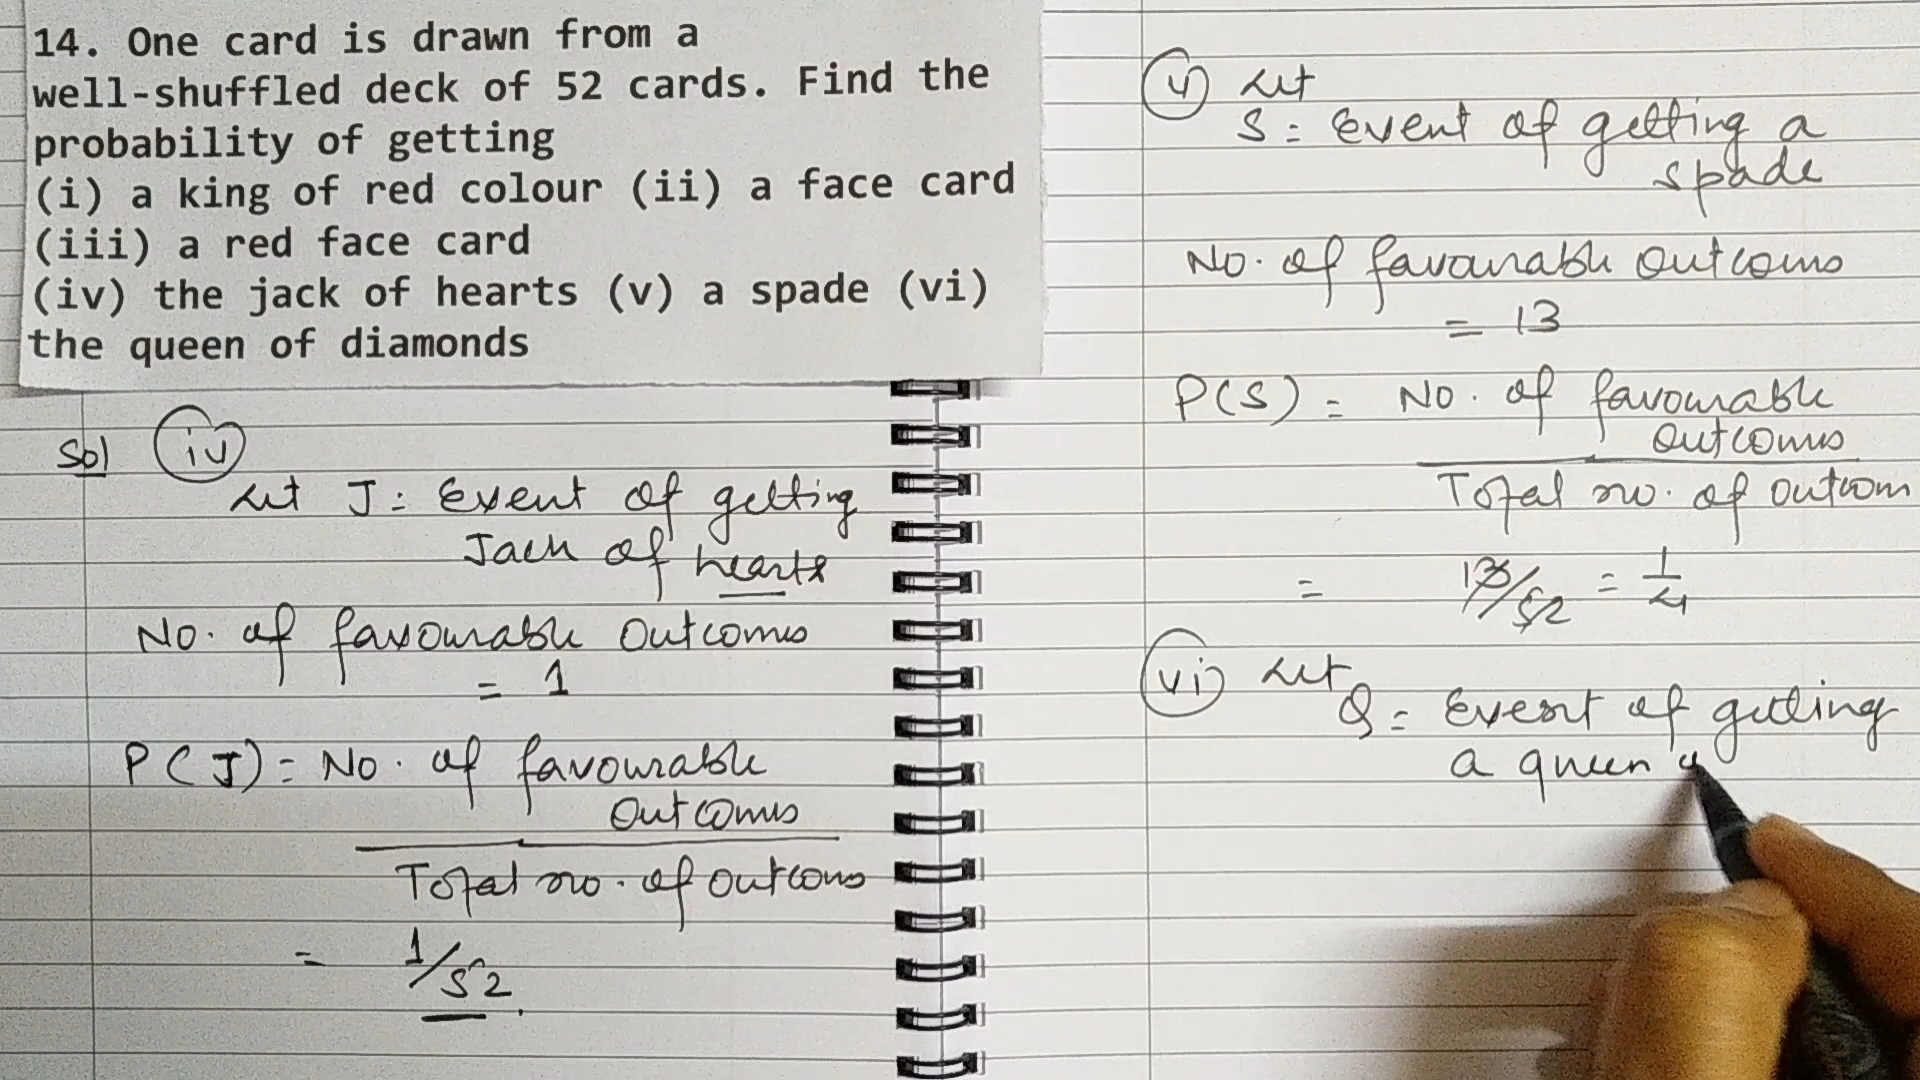 14. One card is drawn from a
well-shuffled deck of 52 cards. Find the
probability of getting
(i) a king of red colour (ii) a face card
(iii) a red face card
(iv) the jack of hearts (v) a spade (vi)
the queen of diamonds
Sol (iv)
Let J = Event of getting
Jack of hearts
No. of favourable outcomes
= 1
P(J) = No. of favourable
outcomes
Total no. of outcomes
= 1/52.
(v) Let
S = Event of getting a
spade
No. of favourable outcomes
= 13
P(S) = No. of favourable
outcomes
Total no. of outcom
= 13/52 = 1/4
(vi) Let
Q = Event of getting
a queen